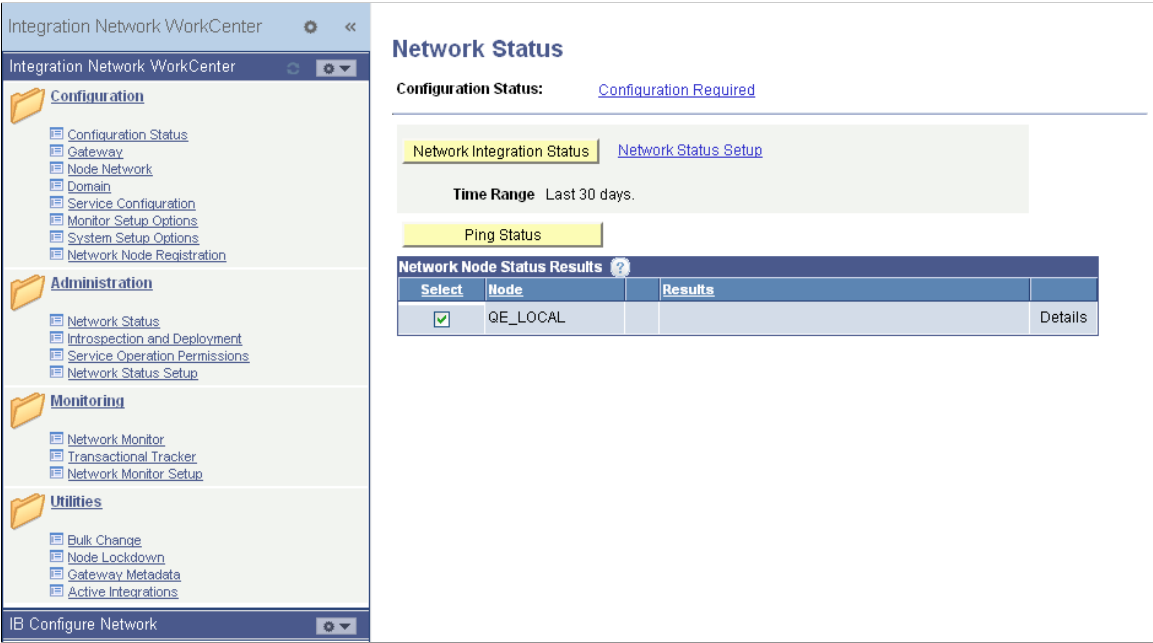 Integration Network WorkCenter
Integration Network WorkCenter
Configuration
Configuration Status
Gateway
Node Network
Domain
Service Configuration
Monitor Setup Options
System Setup Options
Network Node Registration
Administration
Network Status
Introspection and Deployment
Service Operation Permissions
Network Status Setup
Monitoring
Network Monitor
Transactional Tracker
Network Monitor Setup
Utilities
Bulk Change
Node Lockdown
Gateway Metadata
Active Integrations
IB Configure Network
Network Status
Configuration Status: Configuration Required
Network Integration Status Network Status Setup
Time Range Last 30 days.
Ping Status
Network Node Status Results ?
Select Node Results
QE_LOCAL Details